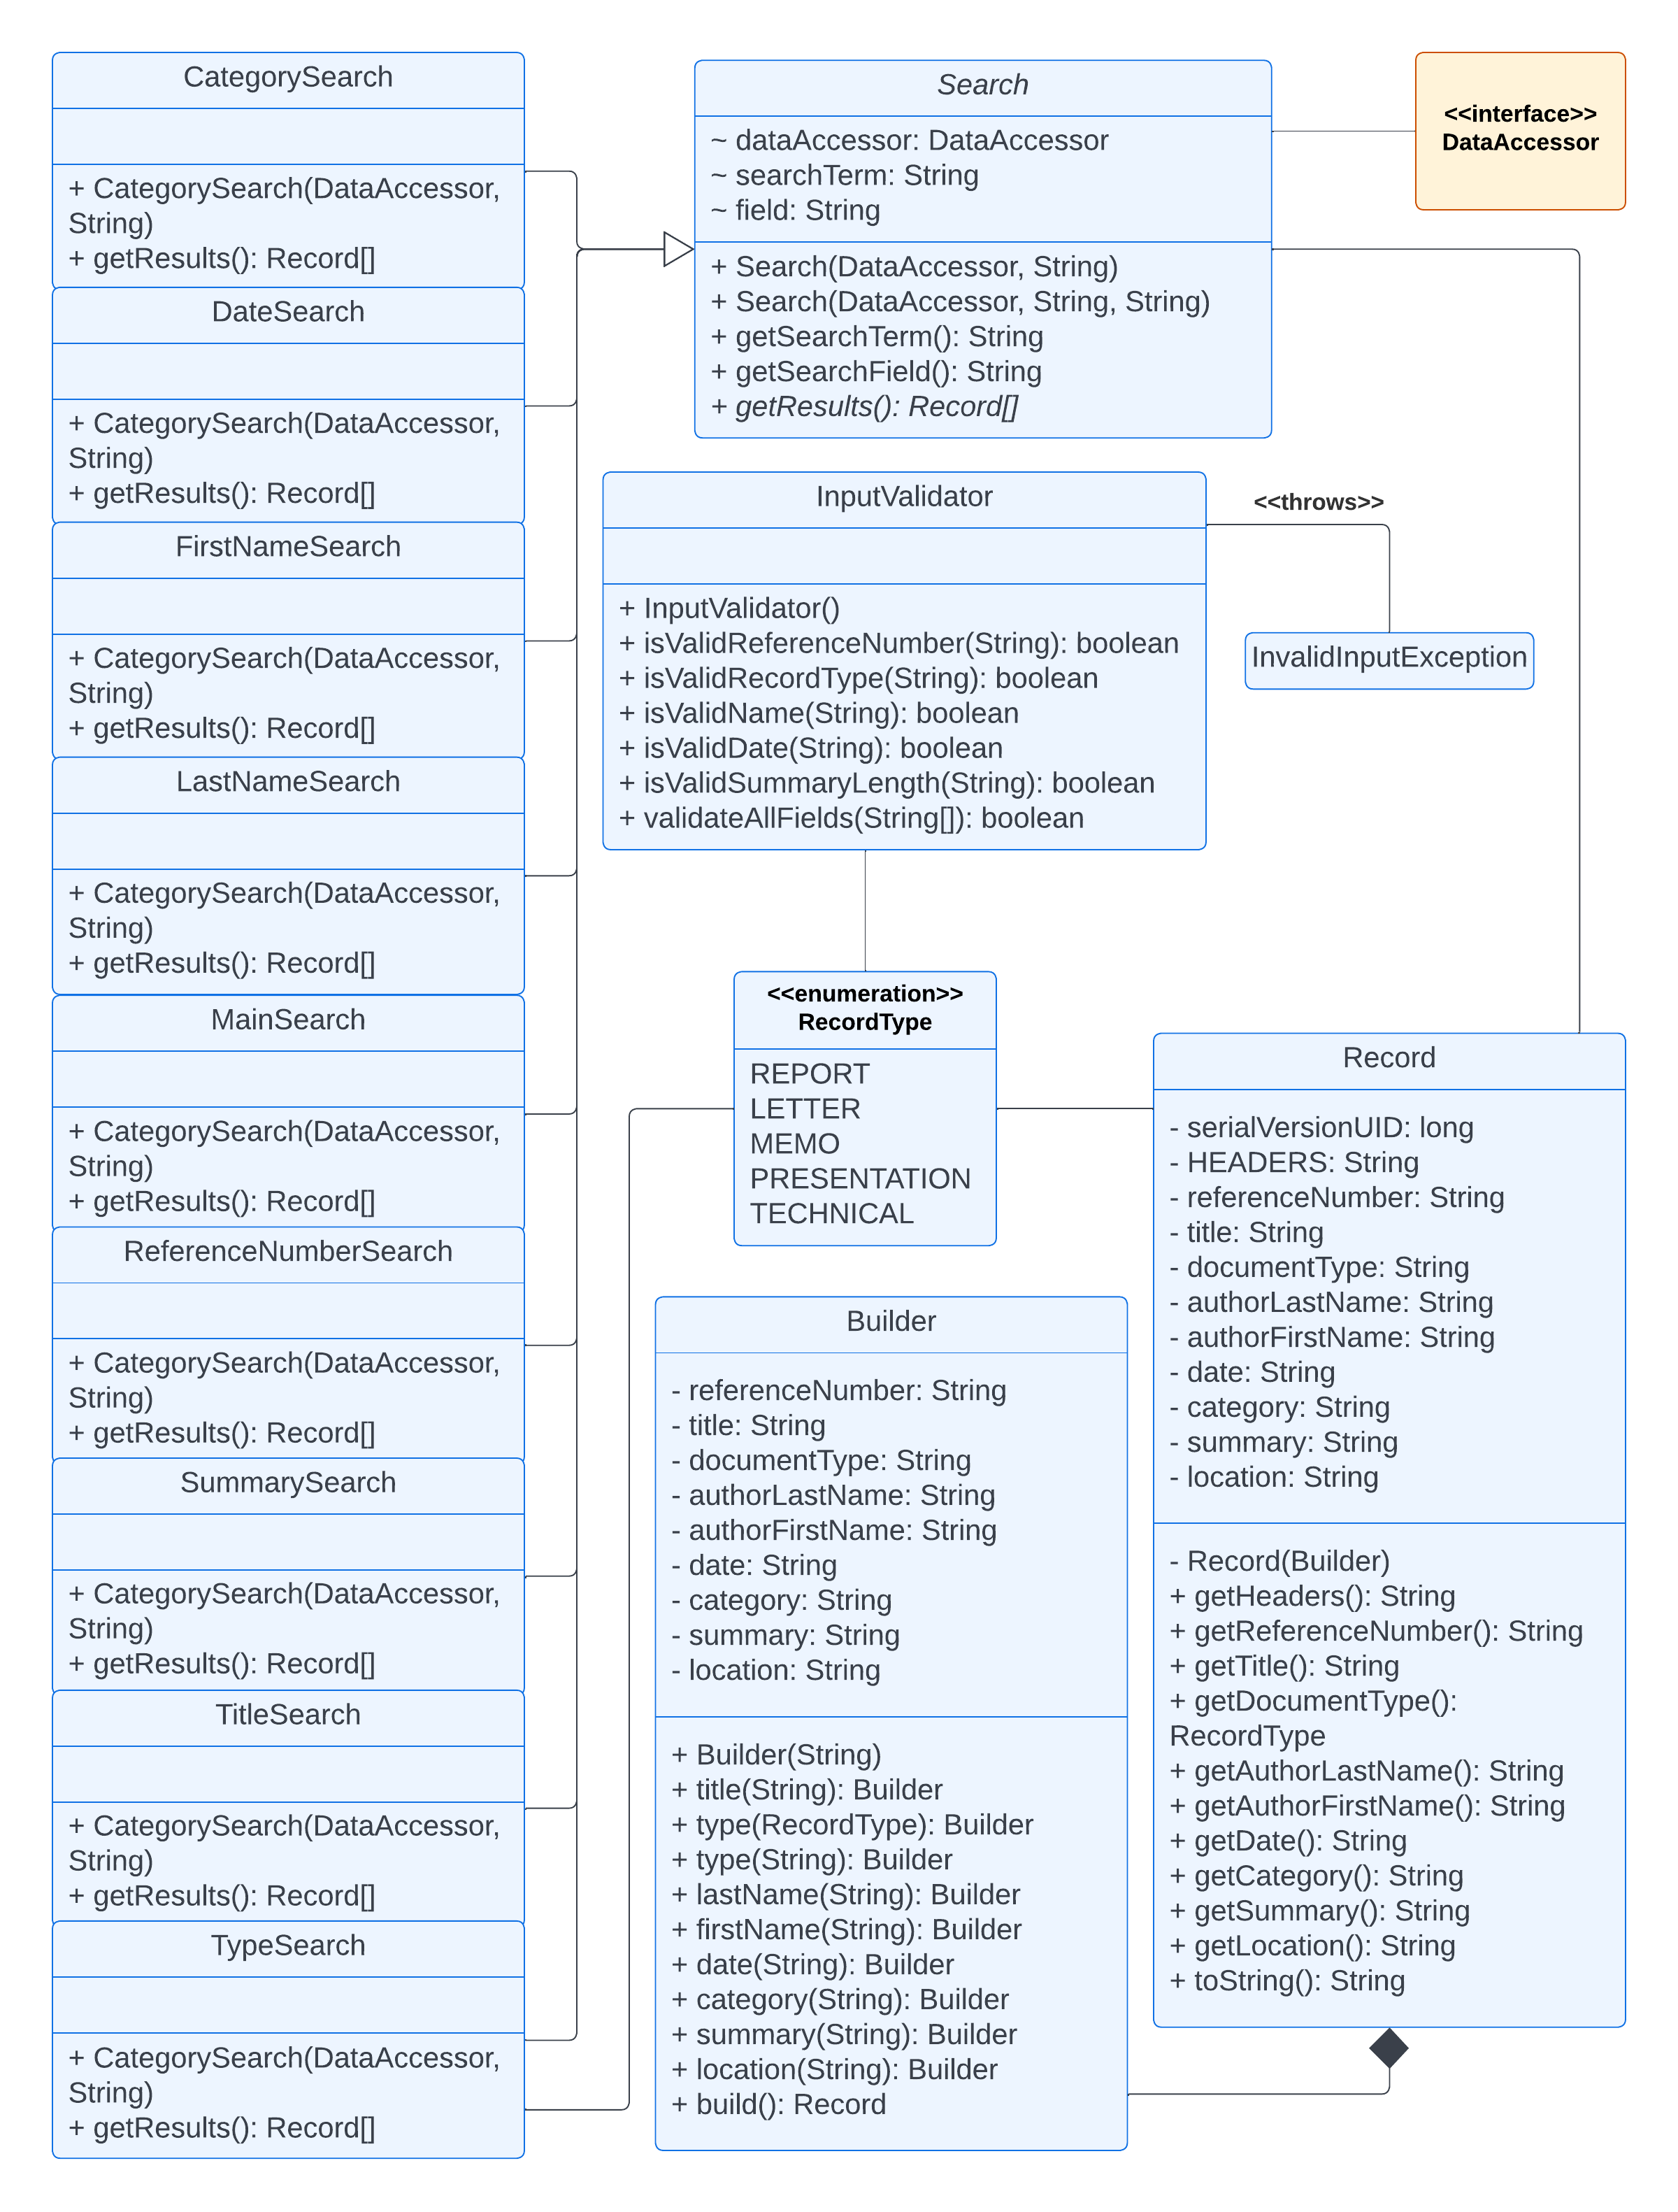 CategorySearch
+ CategorySearch(DataAccessor,
String)
+ getResults(): Record[]
DateSearch
+ CategorySearch(DataAccessor,
String)
+ getResults(): Record[]
FirstNameSearch
+ CategorySearch(DataAccessor,
String)
+ getResults(): Record[]
LastNameSearch
+ CategorySearch(DataAccessor,
String)
+ getResults(): Record[]
MainSearch
+ CategorySearch(DataAccessor,
String)
+ getResults(): Record[]
ReferenceNumberSearch
+ CategorySearch(DataAccessor,
String)
+ getResults(): Record[]
SummarySearch
+ CategorySearch(DataAccessor,
String)
+ getResults(): Record[]
TitleSearch
+ CategorySearch(DataAccessor,
String)
+ getResults(): Record[]
TypeSearch
+ CategorySearch(DataAccessor,
String)
+ getResults(): Record[]
Search
~ dataAccessor: DataAccessor
~ searchTerm: String
~ field: String
+ Search(DataAccessor, String)
+ Search(DataAccessor, String, String)
+ getSearchTerm(): String
+ getSearchField(): String
+ getResults(): Record[]
<<interface>>
DataAccessor
InputValidator
+ InputValidator()
+ isValidReferenceNumber(String): boolean
+ isValidRecordType(String): boolean
+ isValidName(String): boolean
+ isValidDate(String): boolean
+ isValidSummaryLength(String): boolean
+ validateAllFields(String[]): boolean
<<throws>>
InvalidInputException
<<enumeration>>
RecordType
REPORT
LETTER
MEMO
PRESENTATION
TECHNICAL
Builder
- referenceNumber: String
- title: String
- documentType: String
- authorLastName: String
- authorFirstName: String
- date: String
- category: String
- summary: String
- location: String
+ Builder(String)
+ title(String): Builder
+ type(RecordType): Builder
+ type(String): Builder
+ lastName(String): Builder
+ firstName(String): Builder
+ date(String): Builder
+ category(String): Builder
+ summary(String): Builder
+ location(String): Builder
+ build(): Record
Record
- serialVersionUID: long
- HEADERS: String
- referenceNumber: String
- title: String
- documentType: String
- authorLastName: String
- authorFirstName: String
- date: String
- category: String
- summary: String
- location: String
- Record(Builder)
+ getHeaders(): String
+ getReferenceNumber(): String
+ getTitle(): String
+ getDocumentType():
RecordType
+ getAuthorLastName(): String
+ getAuthorFirstName(): String
+ getDate(): String
+ getCategory(): String
+ getSummary(): String
+ getLocation(): String
+ toString(): String